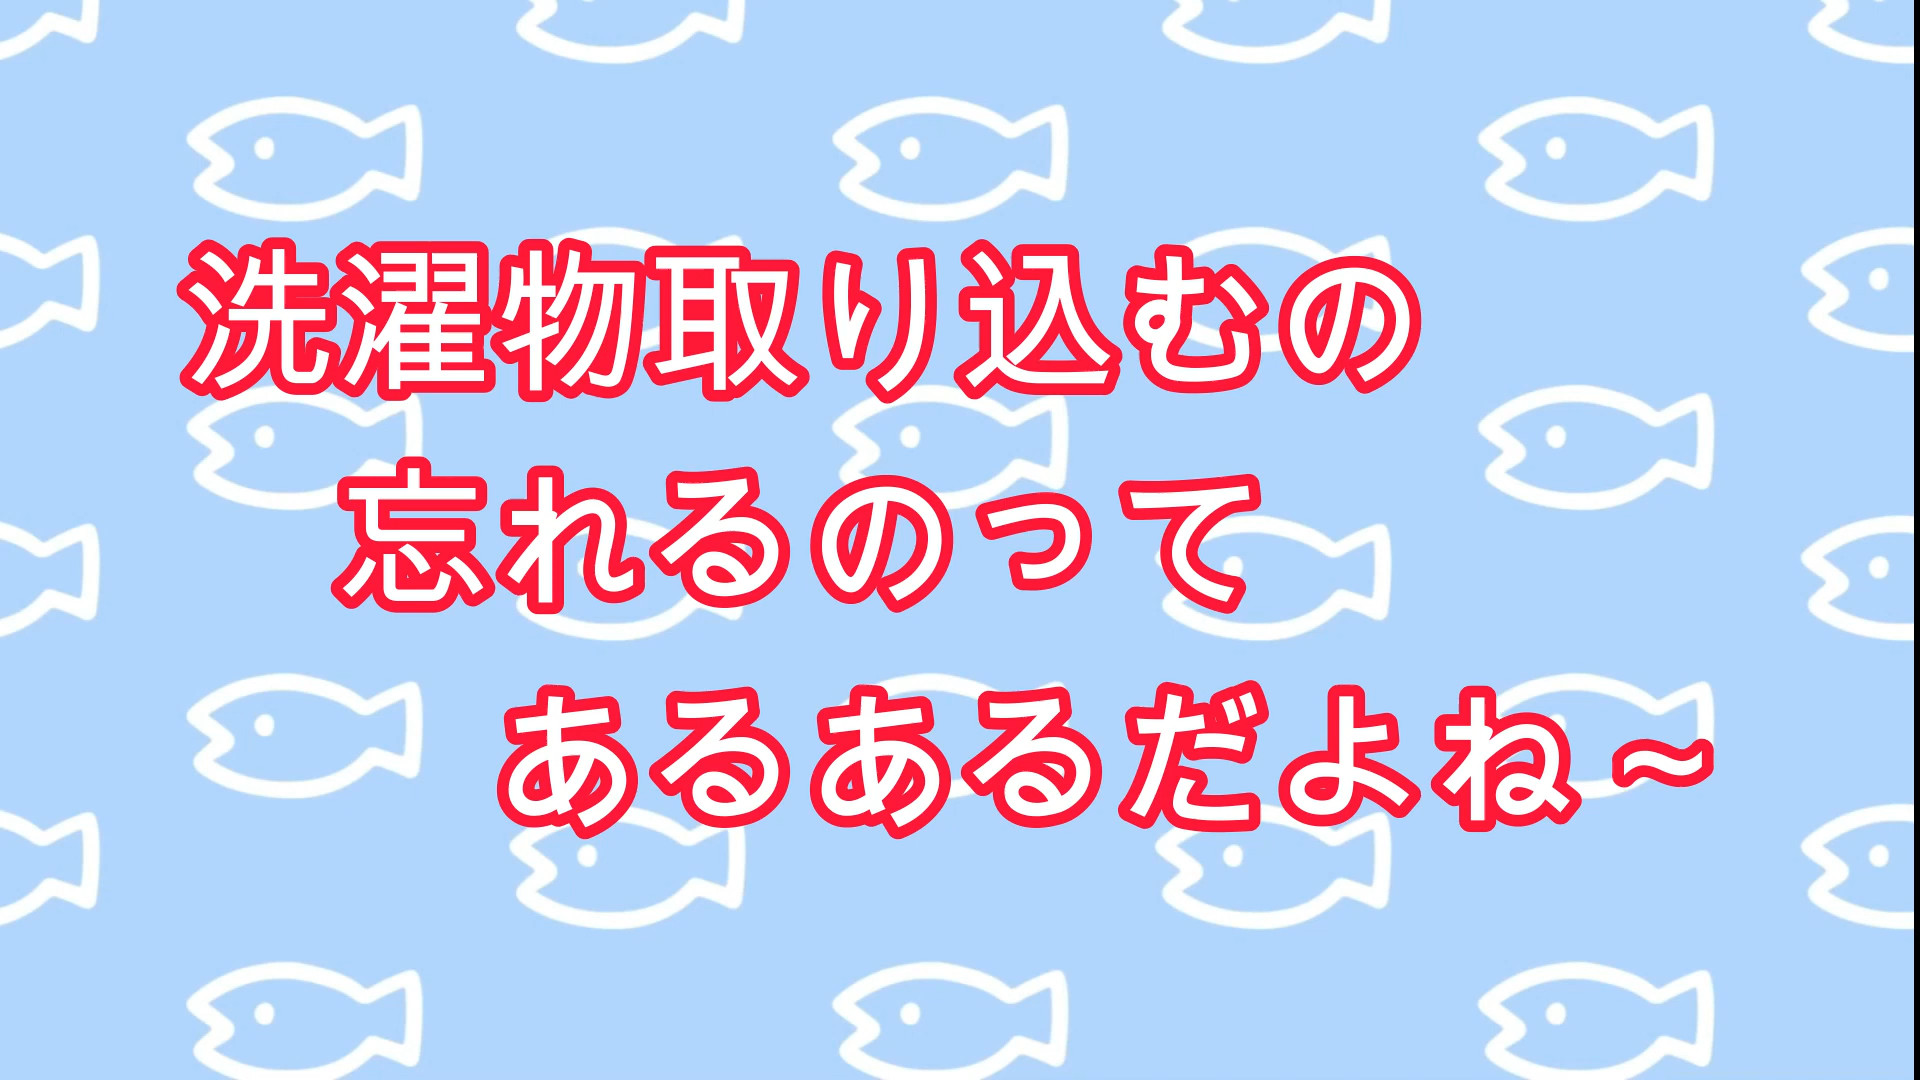 洗濯物取り込むの
忘れるのって
あるあるだよね~